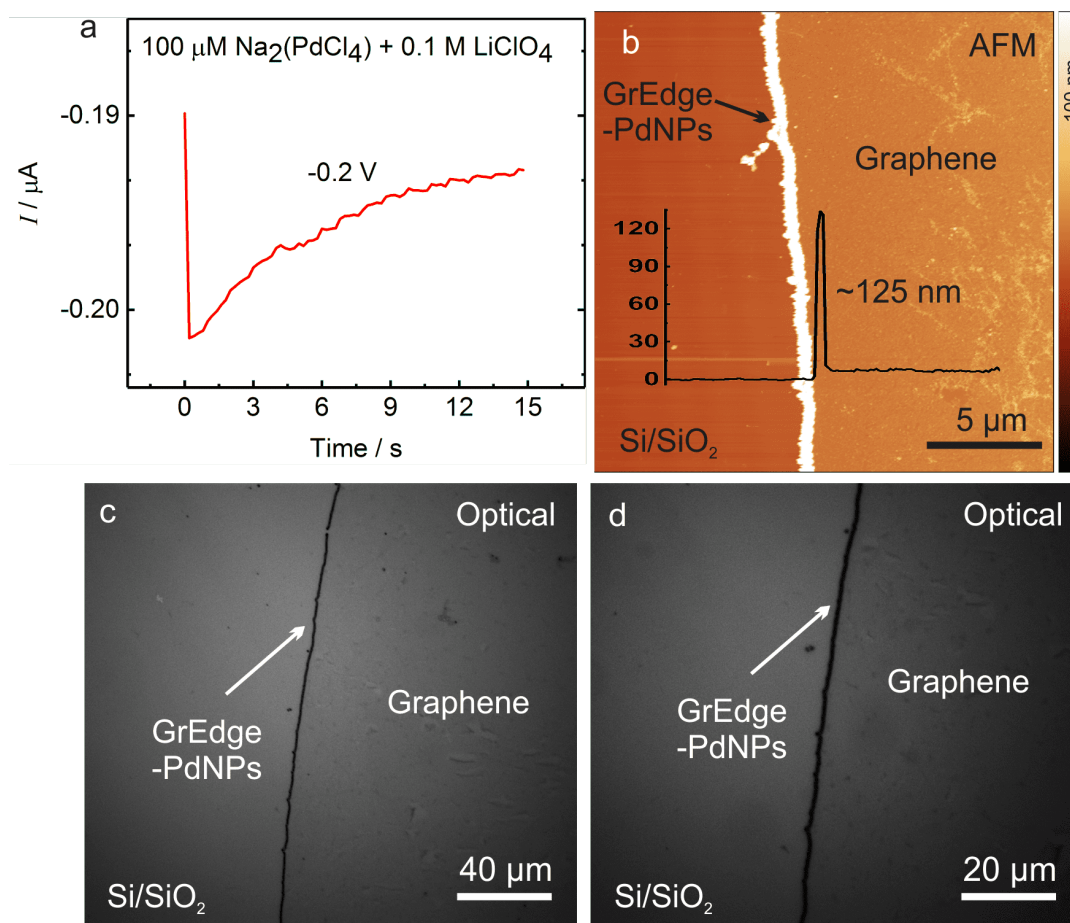 a
100 μM Na2(PdCl4) + 0.1 M LiClO4
-0.2 V
I / μA
-0.19
-0.20
0 3 6 9 12 15
Time / s
b
AFM
100 nm
GrEdge
-PdNPs
Graphene
120
90
60
30
0
~125 nm
5 μm
Si/SiO2
c
Optical
GrEdge
-PdNPs
Graphene
40 μm
Si/SiO2
d
Optical
GrEdge
-PdNPs
Graphene
20 μm
Si/SiO2